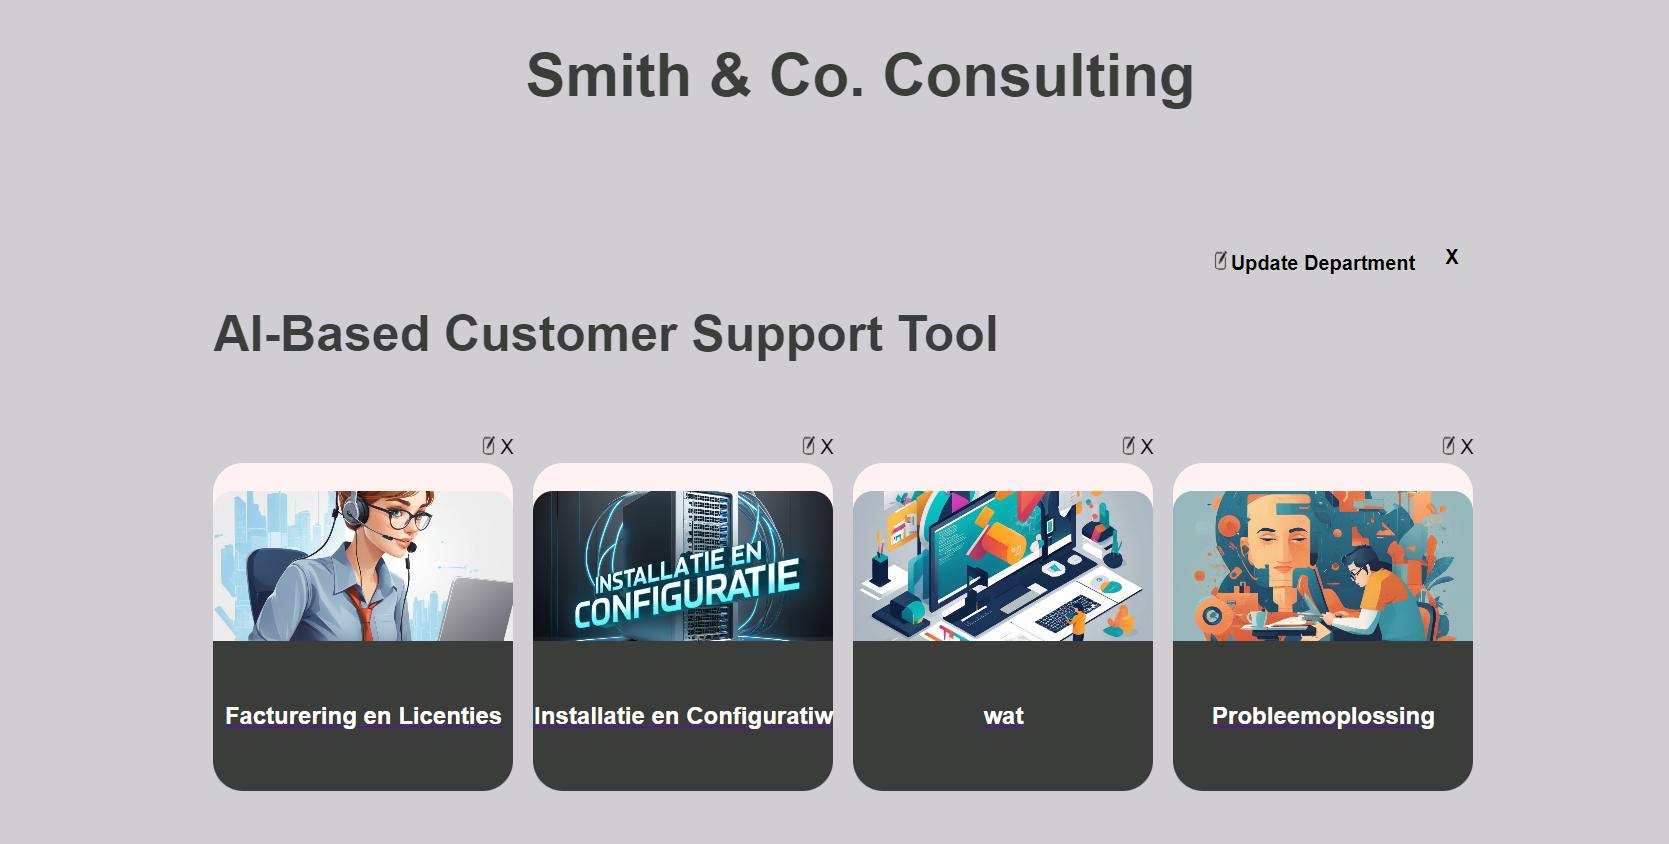 Smith & Co. Consulting
Update Department X
AI-Based Customer Support Tool
X X X X
INSTALLATIE EN
CONFIGURATIE
Facturering en Licenties
Installatie en Configuratiw
wat
Probleemoplossing